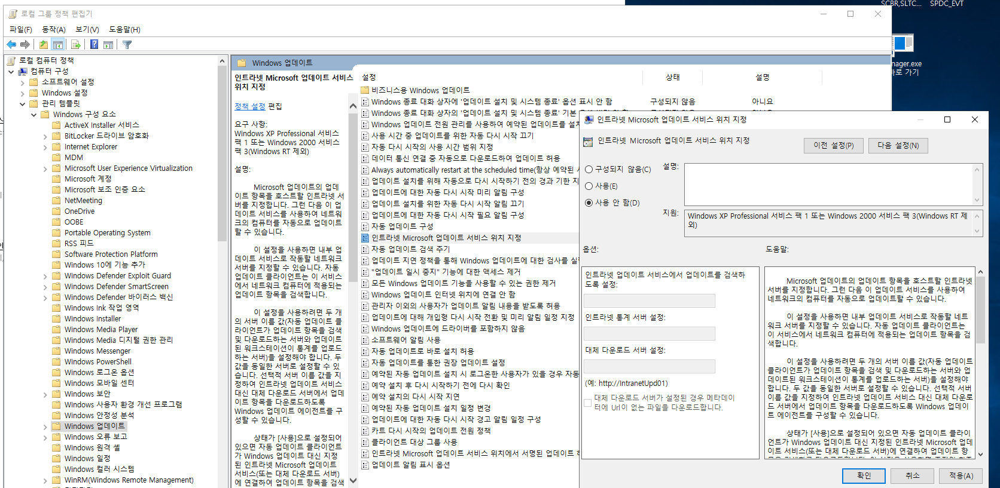 SCBR,SLTC...
SPDC_EVT
nager.exe
바로 가기
로컬 그룹 정책 편집기
파일(F) 동작(A) 보기(V) 도움말(H)
로컬 컴퓨터 정책
컴퓨터 구성
소프트웨어 설정
Windows 설정
관리 템플릿
Windows 구성 요소
ActiveX Installer 서비스
BitLocker 드라이브 암호화
Internet Explorer
MDM
Microsoft User Experience Virtualization
Microsoft 계정
Microsoft 보조 인증 요소
NetMeeting
OneDrive
OOBE
Portable Operating System
RSS 피드
Software Protection Platform
Windows 10에 기능 추가
Windows Defender Exploit Guard
Windows Defender SmartScreen
Windows Defender 바이러스 백신
Windows Ink 작업 영역
Windows Installer
Windows Media Player
Windows Media 디지털 권한 관리
Windows Messenger
Windows PowerShell
Windows 로그온 옵션
Windows 모바일 센터
Windows 보안
Windows 사용자 환경 개선 프로그램
Windows 안정성 분석
Windows 업데이트
Windows 오류 보고
Windows 원격 셸
Windows 일정
Windows 컬러 시스템
WinRM(Windows Remote Management)
Windows 업데이트
인트라넷 Microsoft 업데이트 서비스
위치 지정
정책 설정 편집
요구 사항:
Windows XP Professional 서비스
팩 1 또는 Windows 2000 서비스
팩 3(Windows RT 제외)
설명:
Microsoft 업데이트의 업데
이트 항목을 호스트할 인트라넷 서
버를 지정합니다. 그런 다음 이 업
데이트 서비스를 사용하여 네트워
크의 컴퓨터를 자동으로 업데이트
할 수 있습니다.
이 설정을 사용하면 내부 업
데이트 서비스로 작동할 네트워크
서버를 지정할 수 있습니다. 자동
업데이트 클라이언트는 이 서비스
에서 네트워크 컴퓨터에 적용되는
업데이트 항목을 검색합니다.
이 설정을 사용하려면 두 개
의 서버 이름 값(자동 업데이트 클
라이언트가 업데이트 항목을 검색
및 다운로드하는 서버와 업데이트
된 워크스테이션이 통계를 업로드
하는 서버)을 설정해야 합니다. 두
값을 동일한 서버로 설정할 수 있
습니다. 선택적 서버 이름 값을 지
정하여 인트라넷 업데이트 서비스
대신 대체 다운로드 서버에서 업데
이트 항목을 다운로드하도록
Windows 업데이트 에이전트를 구
성할 수 있습니다.
상태가 [사용]으로 설정되어
있으면 자동 업데이트 클라이언트
가 Windows 업데이트 대신 지정
된 인트라넷 Microsoft 업데이트
서비스(또는 대체 다운로드 서버)
에 연결하여 업데이트 항목을 검색
설정 상태 설명
비즈니스용 Windows 업데이트
Windows 종료 대화 상자에 '업데이트 설치 및 시스템 종료' 옵션 표시 안 함 구성되지 않음 아니요
Windows 종료 대화 상자의 '업데이트 설치 및 시스템 종료' 기본
Windows 업데이트 전원 관리를 사용하여 예약된 업데이트를 설치
사용 시간 중 업데이트를 위한 자동 다시 시작 끄기
자동 다시 시작의 사용 시간 범위 지정
데이터 통신 연결 중 자동으로 다운로드하여 업데이트 허용
Always automatically restart at the scheduled time(항상 예약된
업데이트 설치를 위해 자동으로 다시 시작하기 전의 경과 기한 지
업데이트에 대한 자동 다시 시작 미리 알림 구성
업데이트 설치를 위한 자동 다시 시작 알림 끄기
업데이트에 대한 자동 다시 시작 필요 알림 구성
자동 업데이트 구성
인트라넷 Microsoft 업데이트 서비스 위치 지정
자동 업데이트 검색 주기
업데이트 지연 정책을 통해 Windows 업데이트에 대한 검사를 실
"업데이트 일시 중지" 기능에 대한 액세스 제거
모든 Windows 업데이트 기능을 사용할 수 있는 권한 제거
Windows 업데이트 인터넷 위치에 연결 안 함
관리자 이외의 사용자가 업데이트 알림 내용을 받도록 허용
업데이트에 대해 개입형 다시 시작 전환 및 미리 알림 일정 지정
Windows 업데이트에 드라이버를 포함하지 않음
소프트웨어 알림 사용
자동 업데이트로 바로 설치 허용
자동 업데이트를 통한 권장 업데이트 설정
예약된 자동 업데이트 설치 시 로그온한 사용자가 있을 경우 자동
예약 설치 후 다시 시작하기 전에 다시 확인
예약 설치의 다시 시작 지연
예약된 자동 업데이트 설치 일정 변경
업데이트에 대한 자동 다시 시작 경고 알림 일정 구성
카트 다시 시작의 업데이트 전원 정책
클라이언트 대상 그룹 사용
인트라넷 Microsoft 업데이트 서비스 위치에서 서명된 업데이트 허
업데이트 알림 표시 옵션
인트라넷 Microsoft 업데이트 서비스 위치 지정
인트라넷 Microsoft 업데이트 서비스 위치 지정
이전 설정(P) 다음 설정(N)
구성되지 않음(C)
사용(E)
사용 안 함(D)
설명:
지원:
Windows XP Professional 서비스 팩 1 또는 Windows 2000 서비스 팩 3(Windows RT 제
외)
옵션:
도움말:
인트라넷 업데이트 서비스에서 업데이트를 검색하
도록 설정:
인트라넷 통계 서버 설정:
대체 다운로드 서버 설정:
(예: http://IntranetUpd01)
대체 다운로드 서버가 설정된 경우 메타데이
터에 Url이 없는 파일을 다운로드합니다.
Microsoft 업데이트의 업데이트 항목을 호스트할 인트라넷
서버를 지정합니다. 그런 다음 이 업데이트 서비스를 사용하여
네트워크의 컴퓨터를 자동으로 업데이트할 수 있습니다.
이 설정을 사용하면 내부 업데이트 서비스로 작동할 네트
워크 서버를 지정할 수 있습니다. 자동 업데이트 클라이언트는
이 서비스에서 네트워크 컴퓨터에 적용되는 업데이트 항목을 검
색합니다.
이 설정을 사용하려면 두 개의 서버 이름 값(자동 업데이트
클라이언트가 업데이트 항목을 검색 및 다운로드하는 서버와 업
데이트된 워크스테이션이 통계를 업로드하는 서버)을 설정해야
합니다. 두 값을 동일한 서버로 설정할 수 있습니다. 선택적 서버
이름 값을 지정하여 인트라넷 업데이트 서비스 대신 대체 다운로
드 서버에서 업데이트 항목을 다운로드하도록 Windows 업데이
트 에이전트를 구성할 수 있습니다.
상태가 [사용]으로 설정되어 있으면 자동 업데이트 클라이
언트가 Windows 업데이트 대신 지정된 인트라넷 Microsoft 업데
이트 서비스(또는 대체 다운로드 서버)에 연결하여 업데이트 항
확인 취소 적용(A)